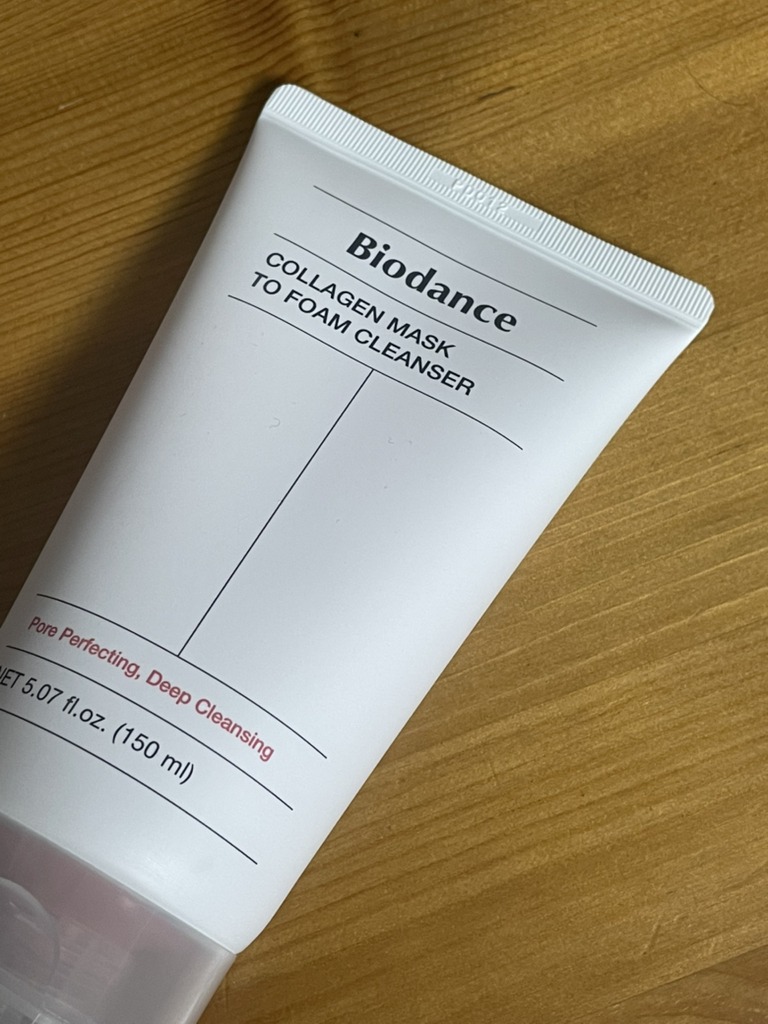 Biodance
COLLAGEN MASK
TO FOAM CLEANSER
Pore Perfecting, Deep Cleansing
NET 5.07 fl.oz. (150 ml)